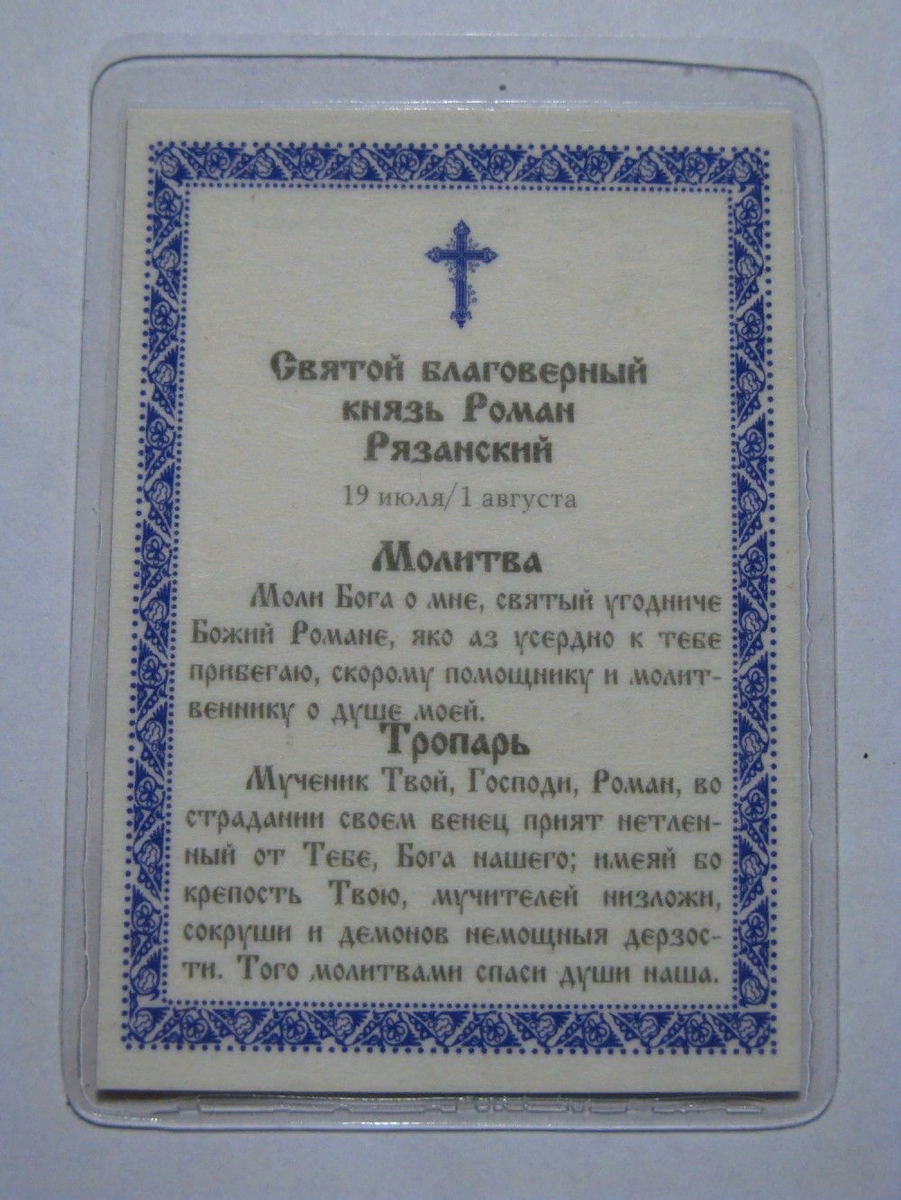 Святой благоверный
князь Роман
Рязанский
19 июля/1 августа
Молитва
Моли Бога о мне, святый угодниче
Божий Романе, яко аз усердно к тебе
прибегаю, скорому помощнику и молит-
веннику о душе моей.
Тропарь
Мученик Твой, Господи, Роман, во
страдании своем венец прият нетлен-
ный от Тебе, Бога нашего; имеяй бо
крепость Твою, мучителей низложи,
сокруши и демонов немощныя дерзос-
ти. Того молитвами спаси души наша.